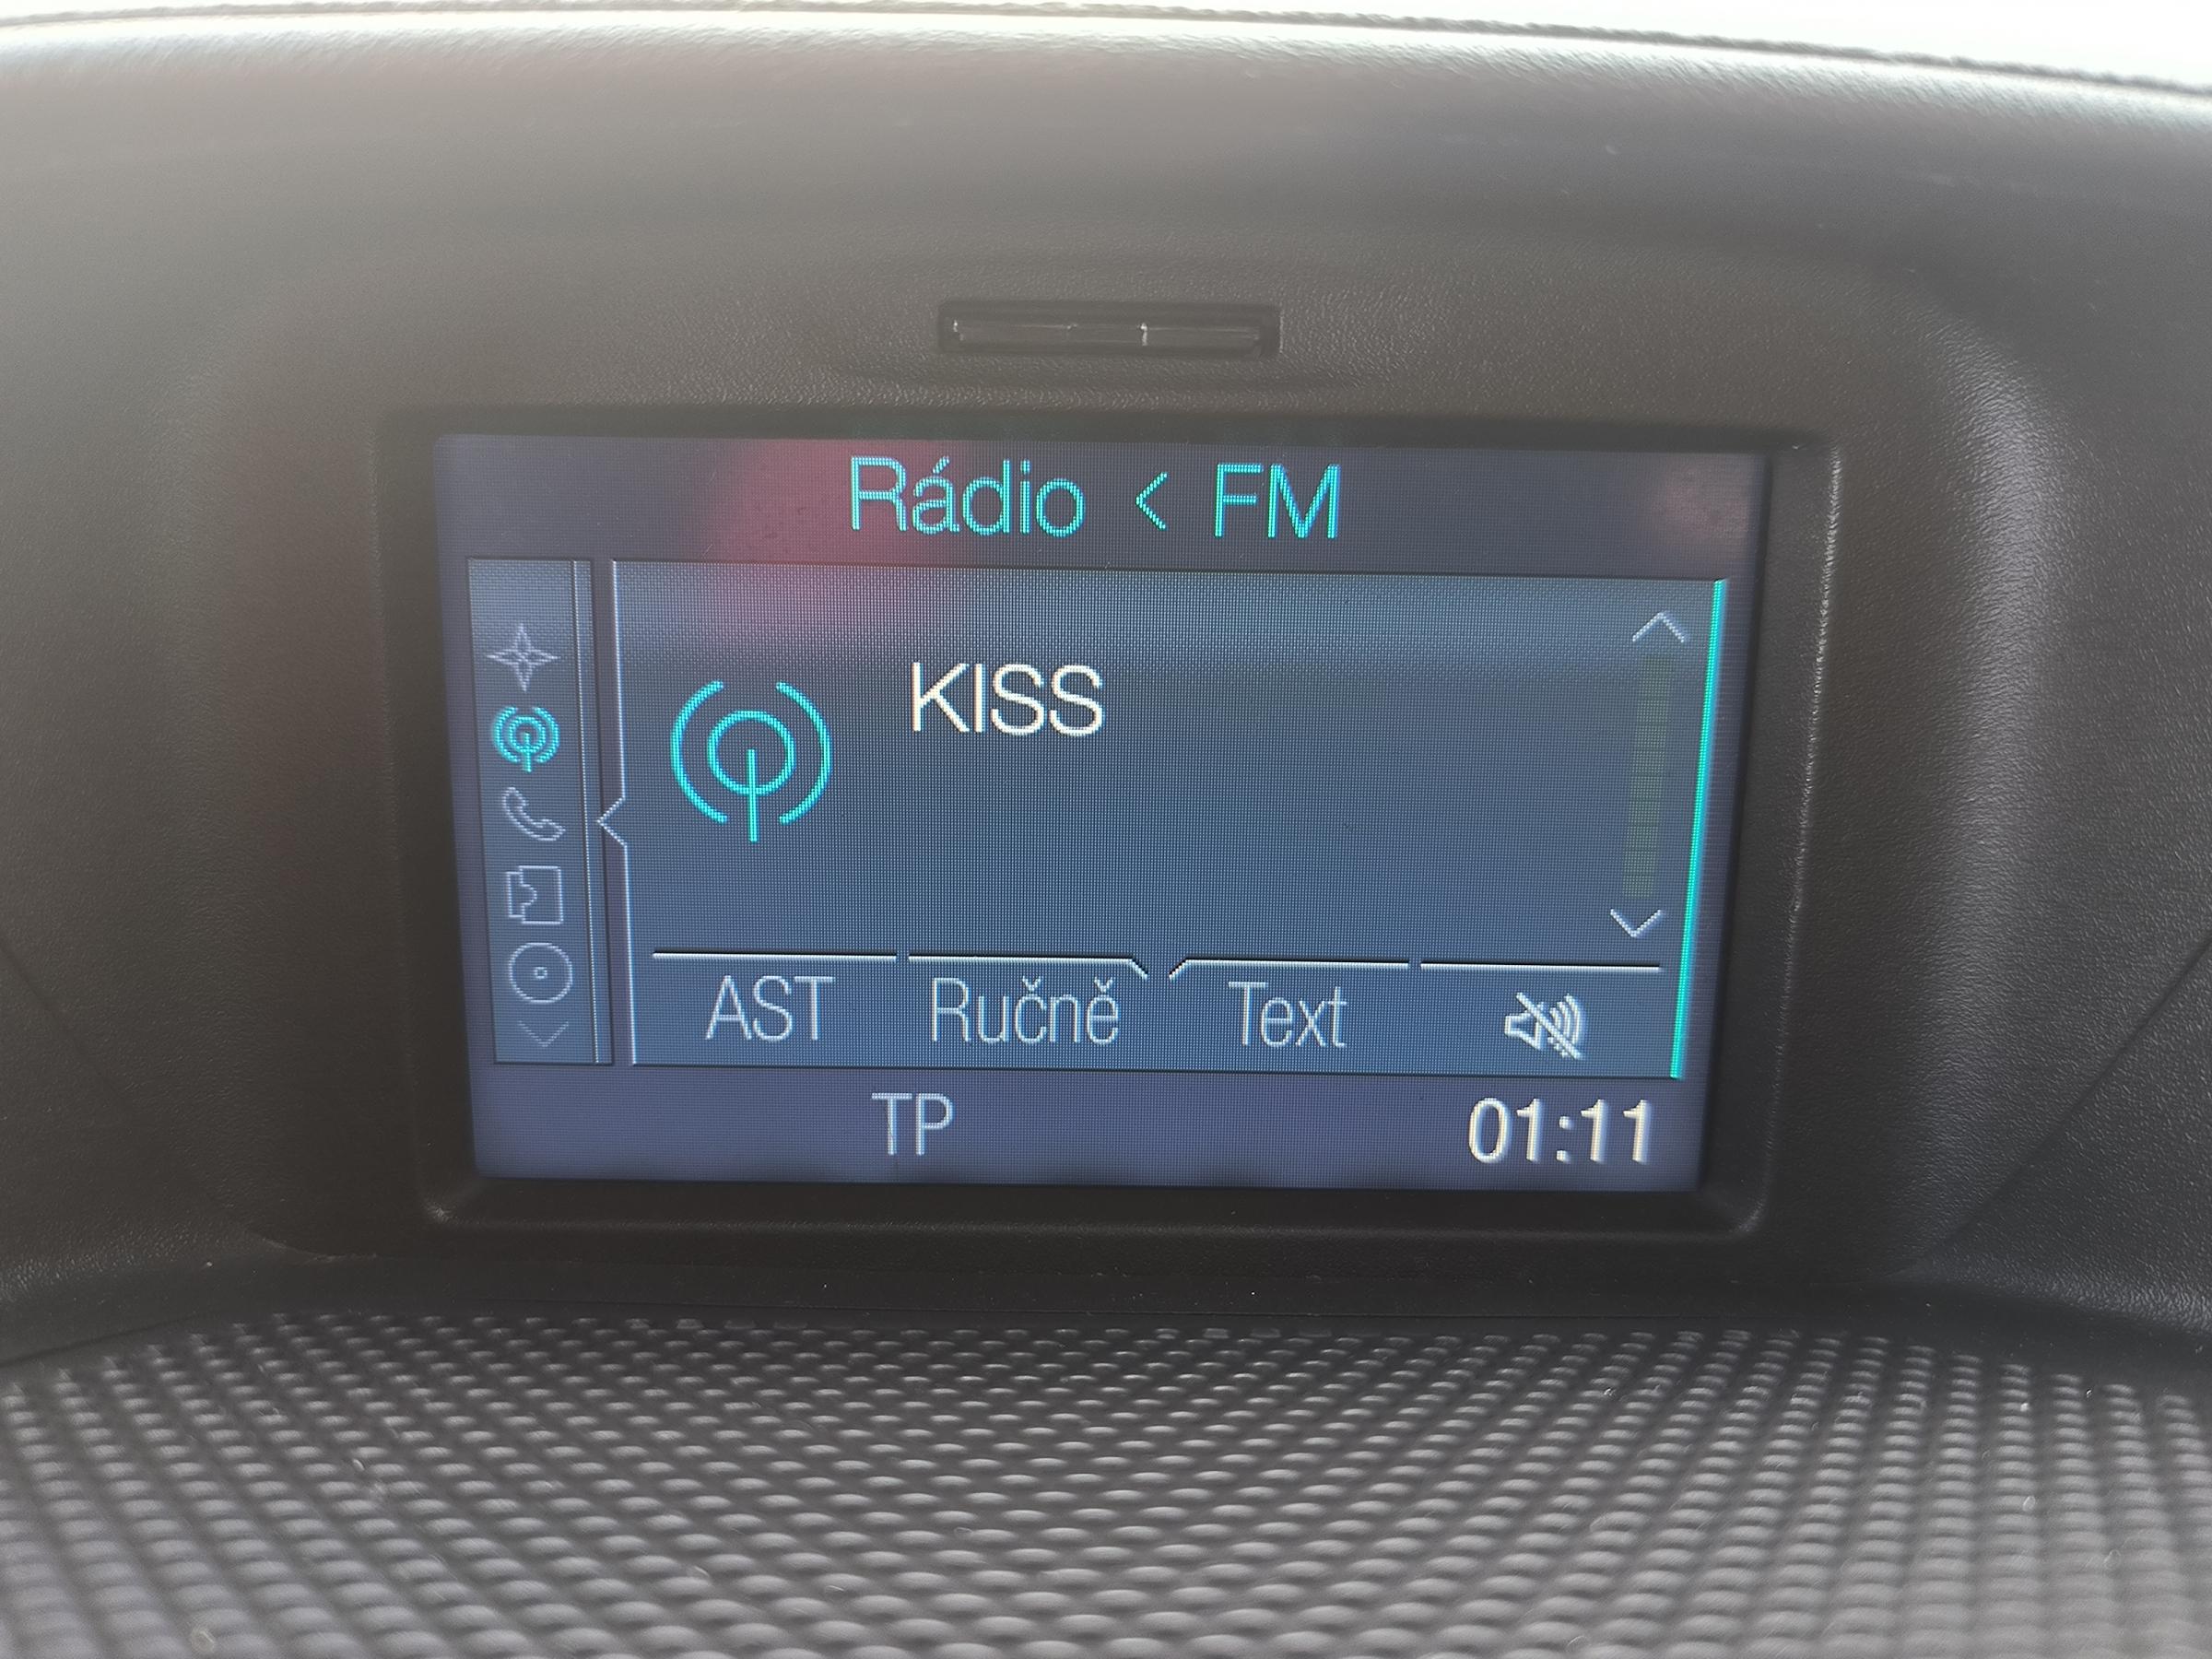 Rádio < FM
KISS
AST Ručně Text
TP 01:11